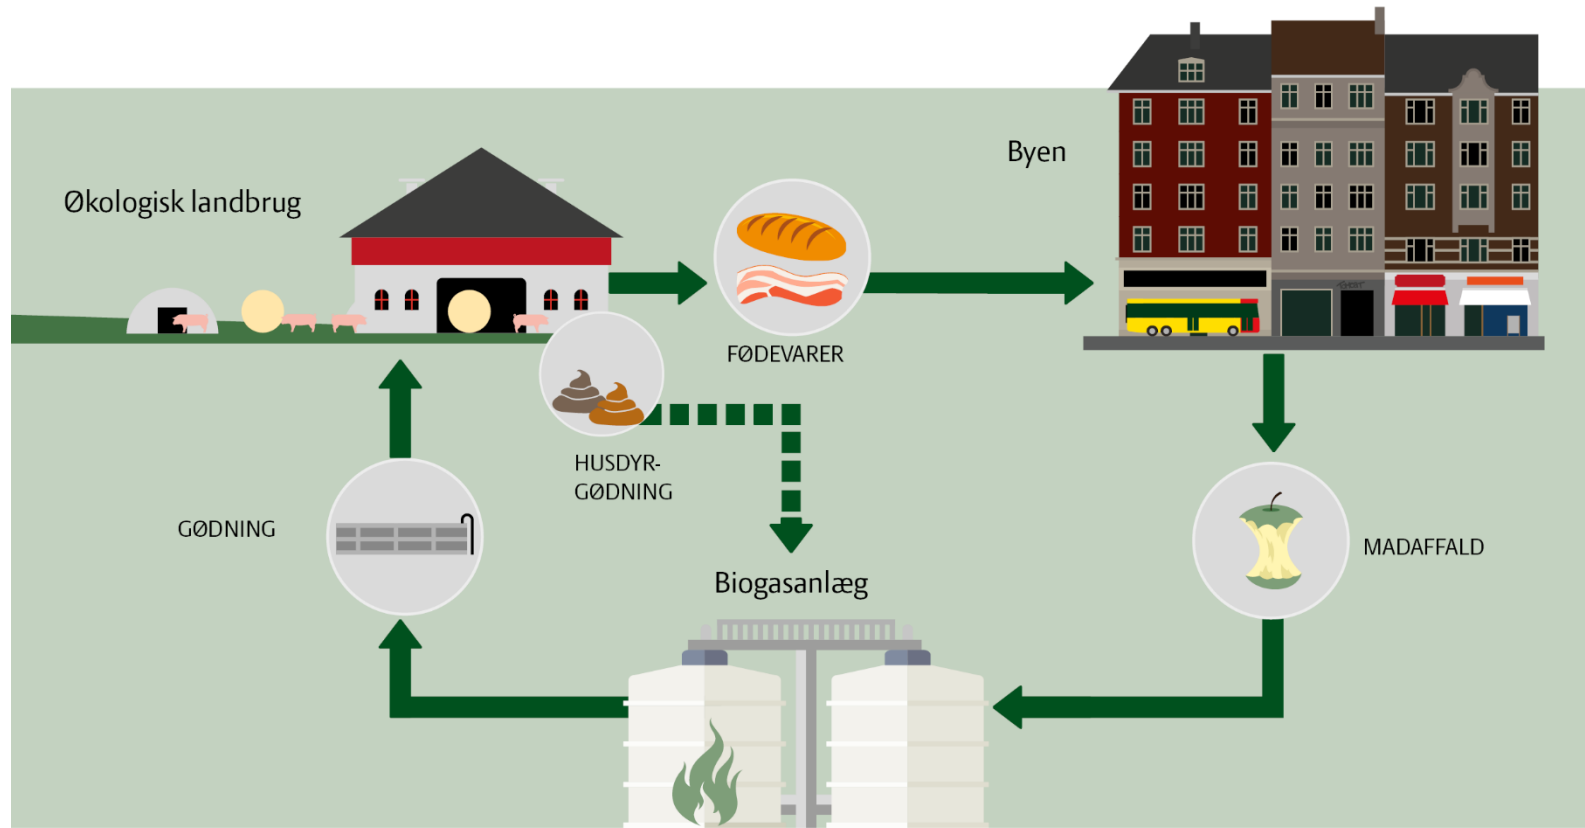 Byen
Økologisk landbrug
FØDEVARER
HUSDYR-
GØDNING
GØDNING
MADAFFALD
Biogasanlæg